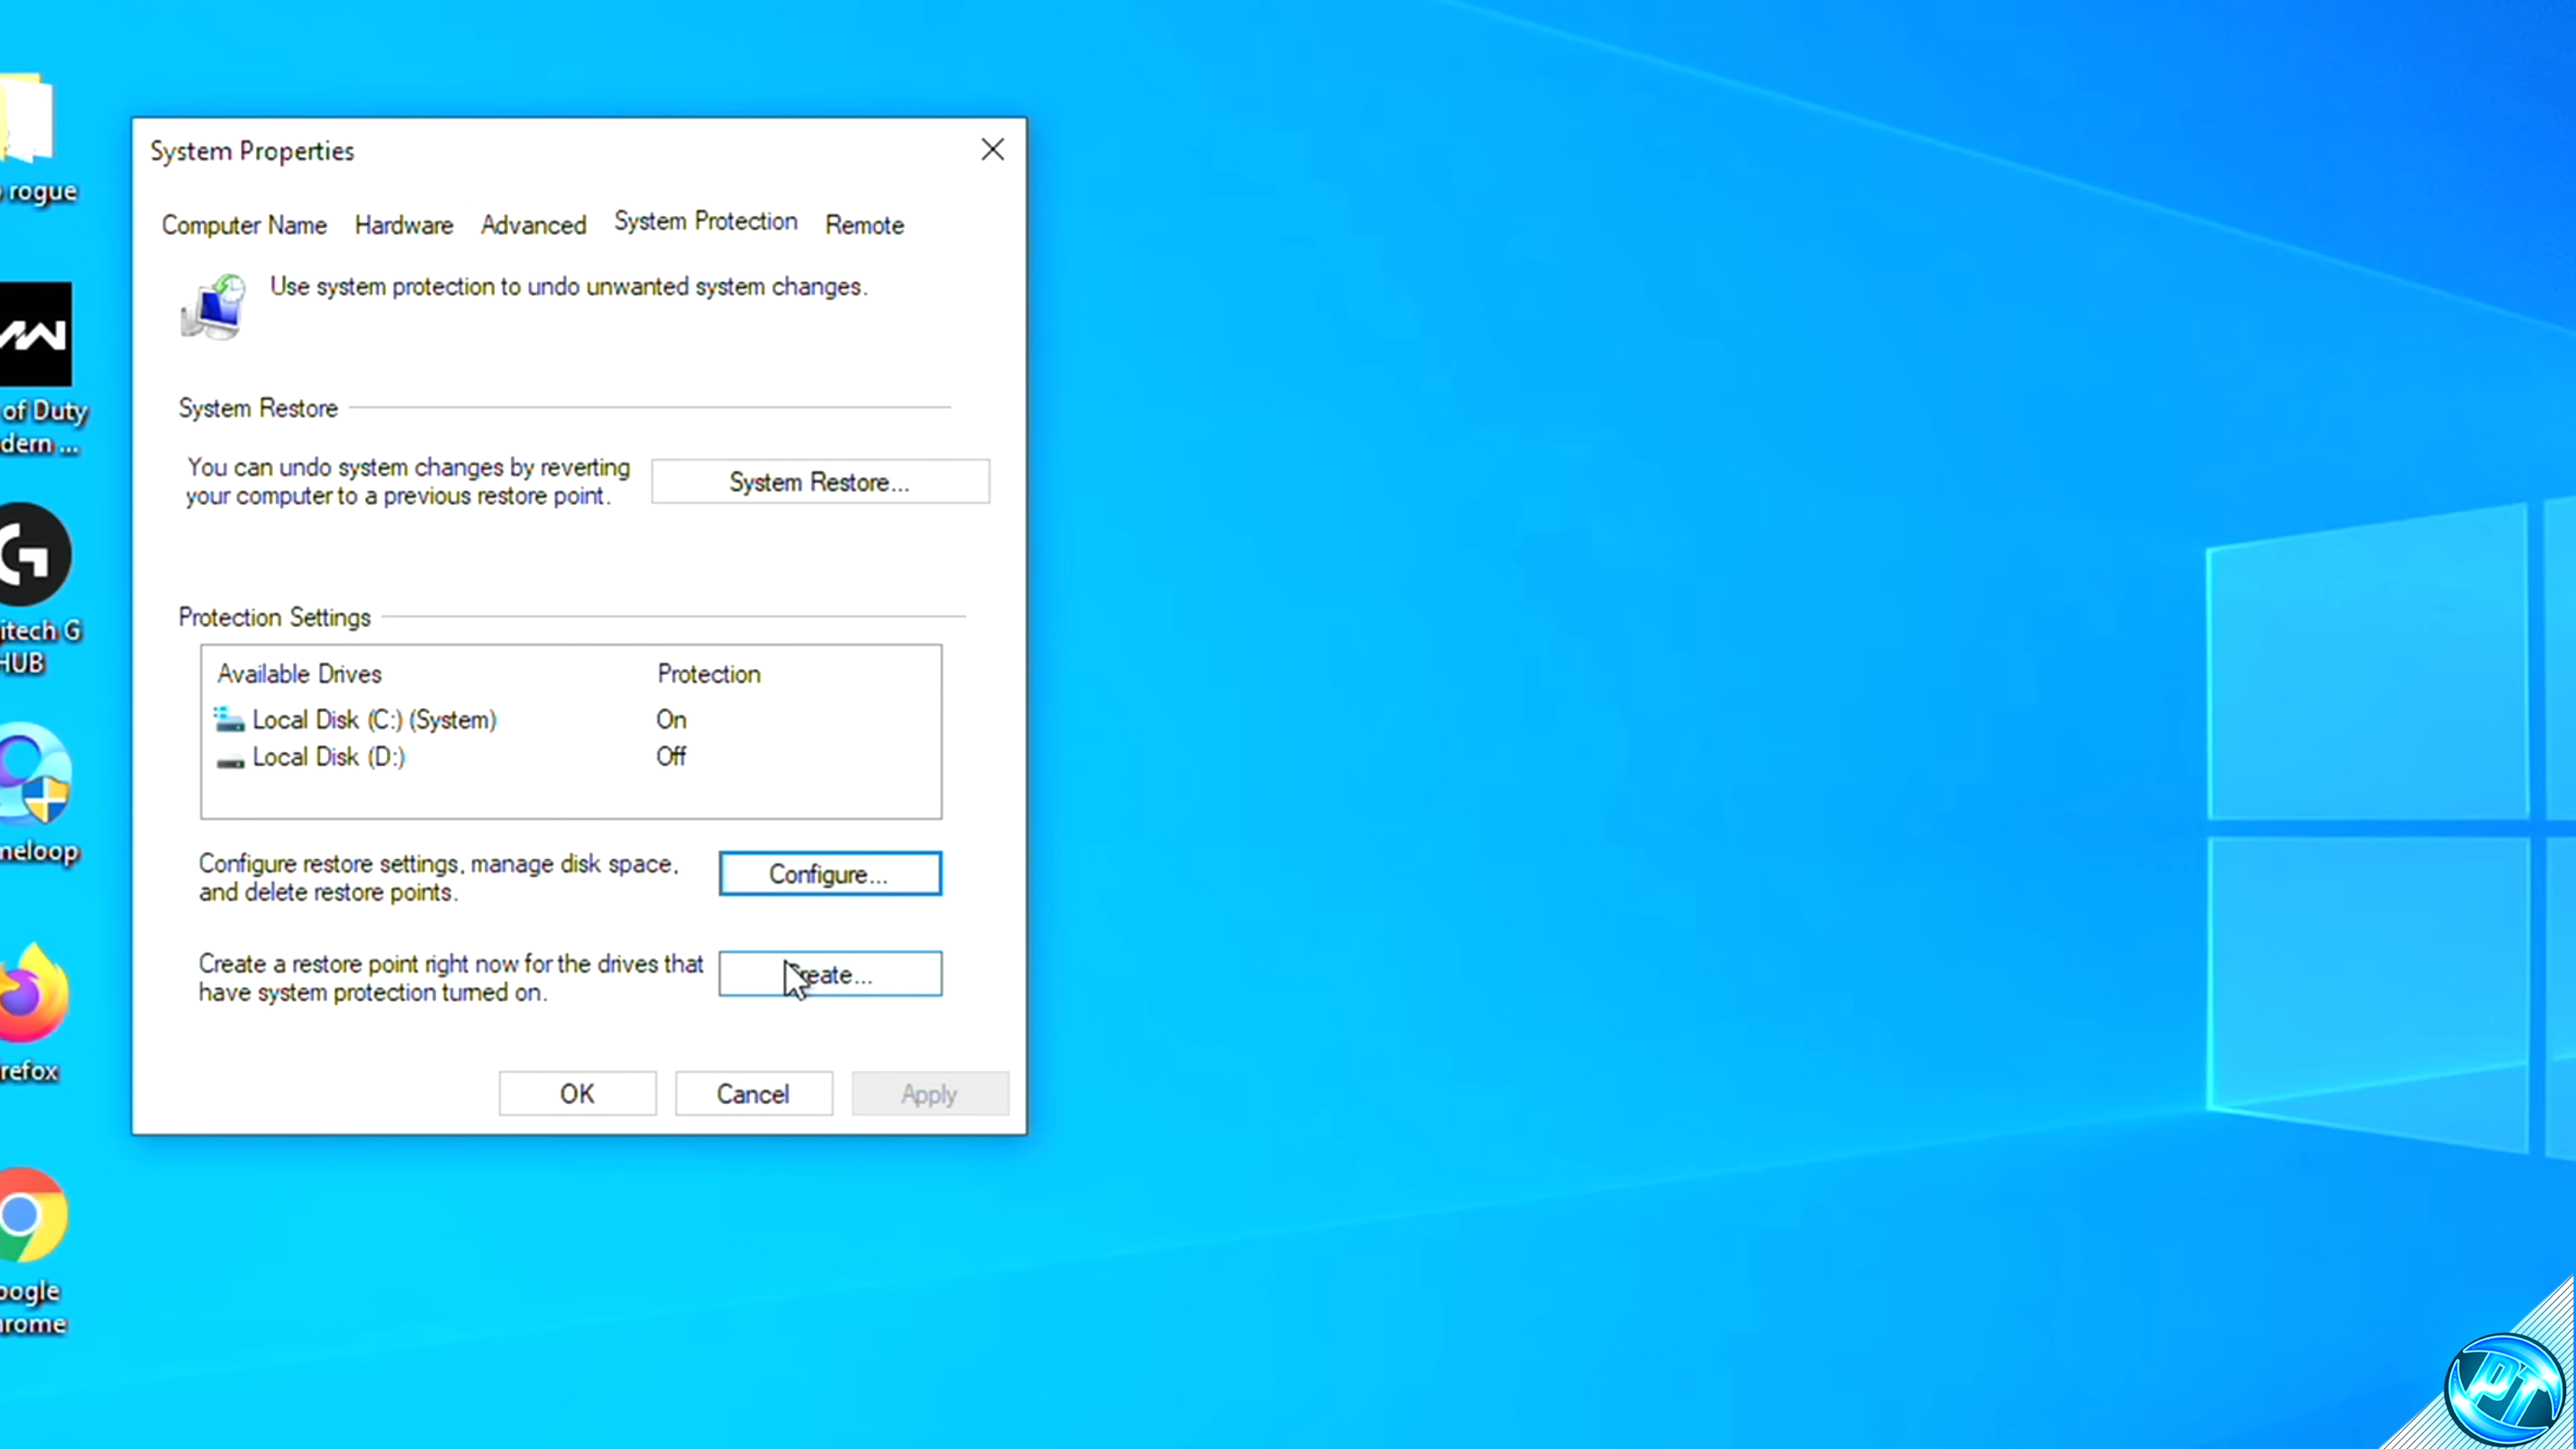 System Properties
Computer Name Hardware Advanced System Protection Remote
Use system protection to undo unwanted system changes.
System Restore
You can undo system changes by reverting
your computer to a previous restore point.
System Restore...
Protection Settings
Available Drives Protection
Local Disk (C:) (System) On
Local Disk (D:) Off
Configure restore settings, manage disk space,
and delete restore points.
Configure...
Create a restore point right now for the drives that
have system protection turned on.
Create...
OK Cancel Apply
rogue
of Duty
dern ...
itech G
HUB
neloop
refox
oogle
rome
PT